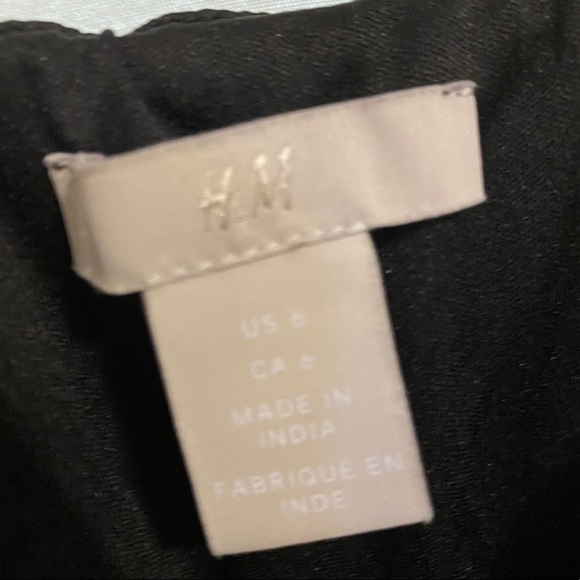 H&M
US 6
CA 6
MADE IN
INDIA
FABRIQUÉ EN
INDE